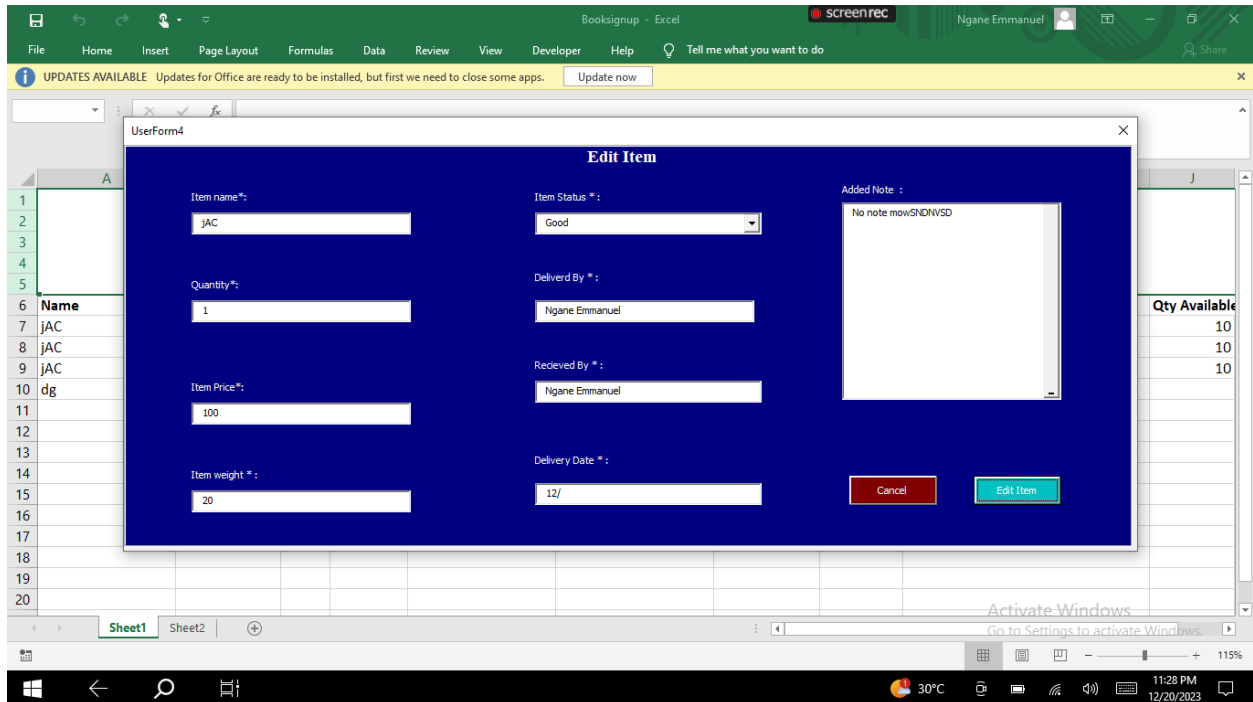 Booksignup - Excel
screenrec
Ngane Emmanuel
File Home Insert Page Layout Formulas Data Review View Developer Help Tell me what you want to do Share
UPDATES AVAILABLE Updates for Office are ready to be installed, but first we need to close some apps. Update now
fx
UserForm4
Edit Item
Item name*:
jAC
Quantity*:
1
Item Price*:
100
Item weight * :
20
Item Status * :
Good
Deliverd By * :
Ngane Emmanuel
Recieved By * :
Ngane Emmanuel
Delivery Date * :
12/
Added Note :
No note mowSNDNVSD
Cancel
Edit Item
A J
1
2
3
4
5
6 Name Qty Available
7 jAC 10
8 jAC 10
9 jAC 10
10 dg
11
12
13
14
15
16
17
18
19
20
Activate Windows
Go to Settings to activate Windows.
Sheet1 Sheet2
115%
30°C
11:28 PM
12/20/2023